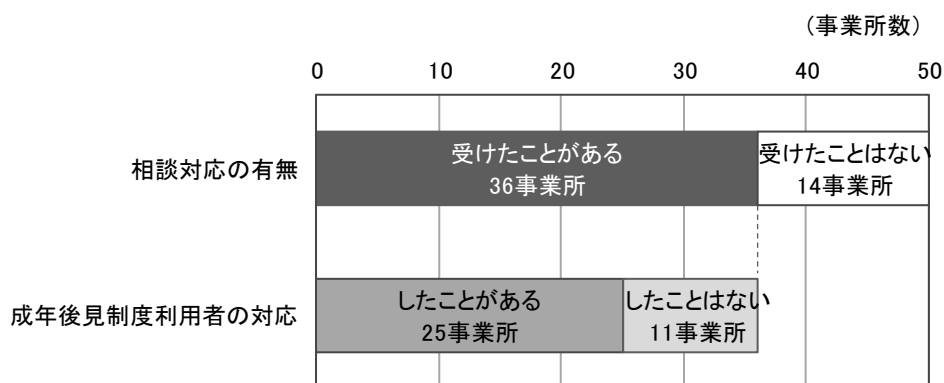 （事業所数）
0 10 20 30 40 50
相談対応の有無
受けたことがある
36事業所
受けたことはない
14事業所
成年後見制度利用者の対応
したことがある
25事業所
したことはない
11事業所